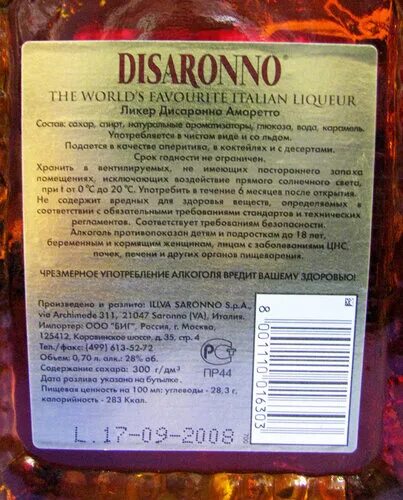 DISARONNO®
THE WORLD'S FAVOURITE ITALIAN LIQUEUR
Ликер Дисаронно Амаретто
Состав: сахар, спирт, натуральные ароматизаторы, глюкоза, вода, карамель.
Употребляется в чистом виде и со льдом.
Подается в качестве аперитива, в коктейлях и с десертами.
Срок годности не ограничен.
Хранить в вентилируемых, не имеющих постороннего запаха
помещениях, исключающих воздействие прямого солнечного света,
при t от 0 °C до 20 °C. Употребить в течение 6 месяцев после открытия.
Не содержит вредных для здоровья веществ, определяемых в
соответствии с обязательными требованиями стандартов и технических
регламентов. Соответствует требованиям безопасности.
Алкоголь противопоказан детям и подросткам до 18 лет,
беременным и кормящим женщинам, лицам с заболеваниями ЦНС,
почек, печени и других органов пищеварения.
ЧРЕЗМЕРНОЕ УПОТРЕБЛЕНИЕ АЛКОГОЛЯ ВРЕДИТ ВАШЕМУ ЗДОРОВЬЮ!
Произведено и разлито: ILLVA SARONNO S.p.A.,
via Archimede 311, 21047 Saronno (VA), Италия.
Импортер: ООО "БИГ", Россия, г. Москва,
125412, Коровинское шоссе, д. 35, стр. 4
Тел./факс: (499) 613-52-72
Объем: 0,70 л. алк: 28% об.
Содержание сахара: 300 г/дм³
Дата розлива указана на бутылке.
Пищевая ценность на 100 мл: углеводы - 28,3 г,
калорийность - 283 Ккал.
РСТ
ПР44
8 001110 016303
L.17-09-2008